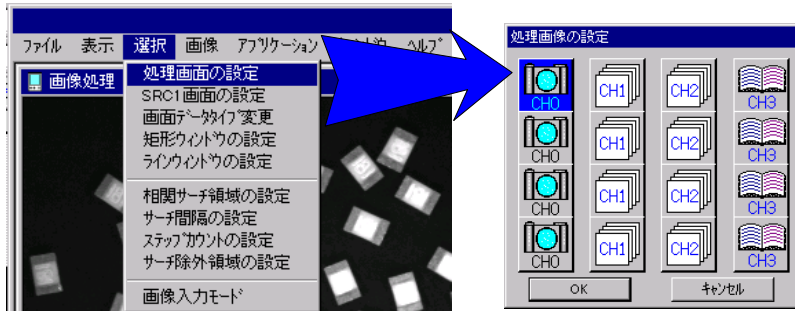 ファイル 表示 選択 画像 アプリケーション ヘルプ
画像処理
処理画面の設定
SRC1画面の設定
画面データタイプ変更
矩形ウィンドウの設定
ラインウィンドウの設定
相関サーチ領域の設定
サーチ間隔の設定
ステップカウントの設定
サーチ除外領域の設定
画像入力モード
処理画像の設定
CH0 CH1 CH2 CH3
CH0 CH1 CH2 CH3
CH0 CH1 CH2 CH3
CH0 CH1 CH2 CH3
OK キャンセル